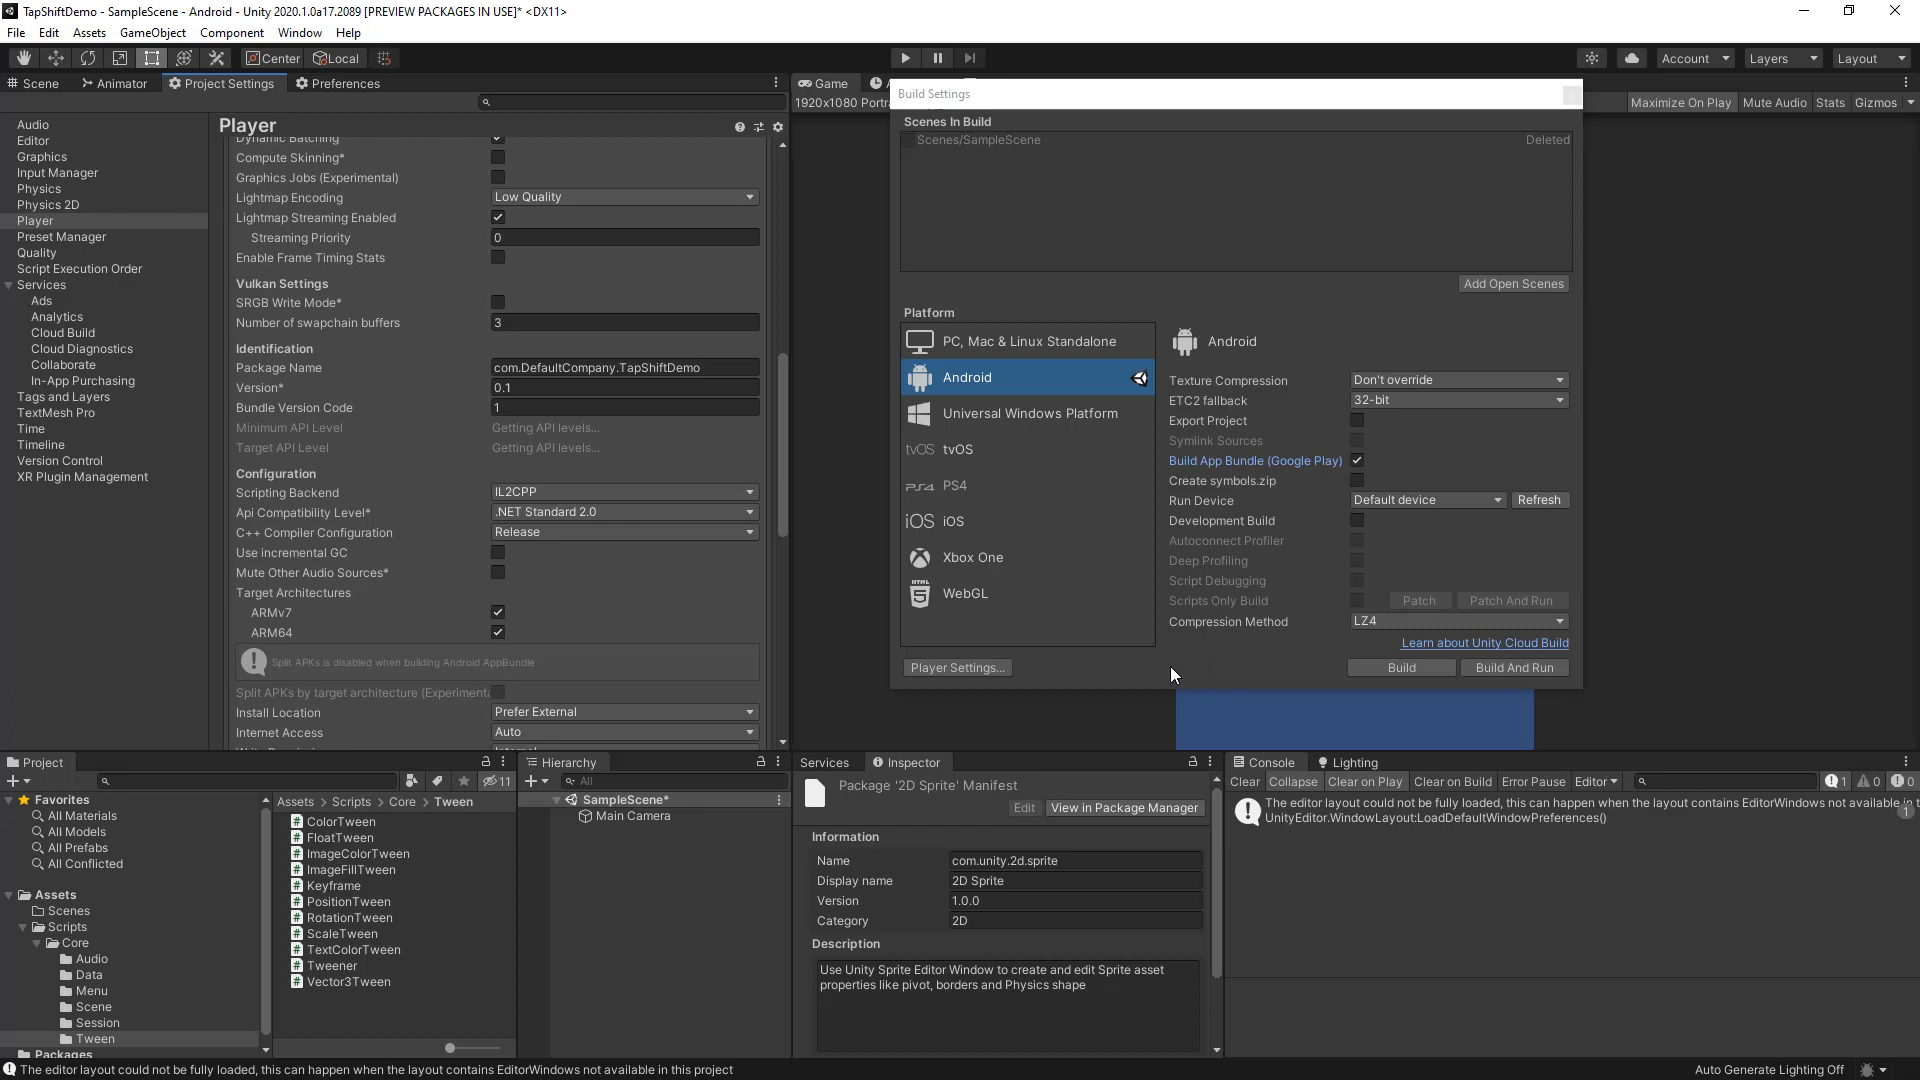 TapShiftDemo - SampleScene - Android - Unity 2020.1.0a17.2089 [PREVIEW PACKAGES IN USE]* <DX11>
File Edit Assets GameObject Component Window Help
Center Local
Account Layers Layout
Scene Animator Project Settings Preferences
Audio
Editor
Graphics
Input Manager
Physics
Physics 2D
Player
Preset Manager
Quality
Script Execution Order
Services
Ads
Analytics
Cloud Build
Cloud Diagnostics
Collaborate
In-App Purchasing
Tags and Layers
TextMesh Pro
Time
Timeline
Version Control
XR Plugin Management
Player
Dynamic Batching
Compute Skinning*
Graphics Jobs (Experimental)
Lightmap Encoding Low Quality
Lightmap Streaming Enabled
Streaming Priority 0
Enable Frame Timing Stats
Vulkan Settings
SRGB Write Mode*
Number of swapchain buffers 3
Identification
Package Name com.DefaultCompany.TapShiftDemo
Version* 0.1
Bundle Version Code 1
Minimum API Level Getting API levels...
Target API Level Getting API levels...
Configuration
Scripting Backend IL2CPP
Api Compatibility Level* .NET Standard 2.0
C++ Compiler Configuration Release
Use incremental GC
Mute Other Audio Sources*
Target Architectures
ARMv7
ARM64
Split APKs is disabled when building Android AppBundle
Split APKs by target architecture (Experiment
Install Location Prefer External
Internet Access Auto
Game
1920x1080 Portra
Maximize On Play Mute Audio Stats Gizmos
Build Settings
Scenes In Build
Scenes/SampleScene Deleted
Add Open Scenes
Platform
PC, Mac & Linux Standalone
Android
Universal Windows Platform
tvOS tvOS
PS4 PS4
iOS iOS
Xbox One
HTML 5 WebGL
Android
Texture Compression Don't override
ETC2 fallback 32-bit
Export Project
Symlink Sources
Build App Bundle (Google Play)
Create symbols.zip
Run Device Default device Refresh
Development Build
Autoconnect Profiler
Deep Profiling
Script Debugging
Scripts Only Build Patch Patch And Run
Compression Method LZ4
Learn about Unity Cloud Build
Player Settings... Build Build And Run
Project
11
Favorites
All Materials
All Models
All Prefabs
All Conflicted
Assets
Scenes
Scripts
Core
Audio
Data
Menu
Scene
Session
Tween
Packages
Assets > Scripts > Core > Tween
ColorTween
FloatTween
ImageColorTween
ImageFillTween
Keyframe
PositionTween
RotationTween
ScaleTween
TextColorTween
Tweener
Vector3Tween
Hierarchy
All
SampleScene*
Main Camera
Services Inspector
Package '2D Sprite' Manifest
Edit View in Package Manager
Information
Name com.unity.2d.sprite
Display name 2D Sprite
Version 1.0.0
Category 2D
Description
Use Unity Sprite Editor Window to create and edit Sprite asset
properties like pivot, borders and Physics shape
Console Lighting
Clear Collapse Clear on Play Clear on Build Error Pause Editor 1 0 0
The editor layout could not be fully loaded, this can happen when the layout contains EditorWindows not available in t
UnityEditor.WindowLayout:LoadDefaultWindowPreferences() 1
The editor layout could not be fully loaded, this can happen when the layout contains EditorWindows not available in this project
Auto Generate Lighting Off